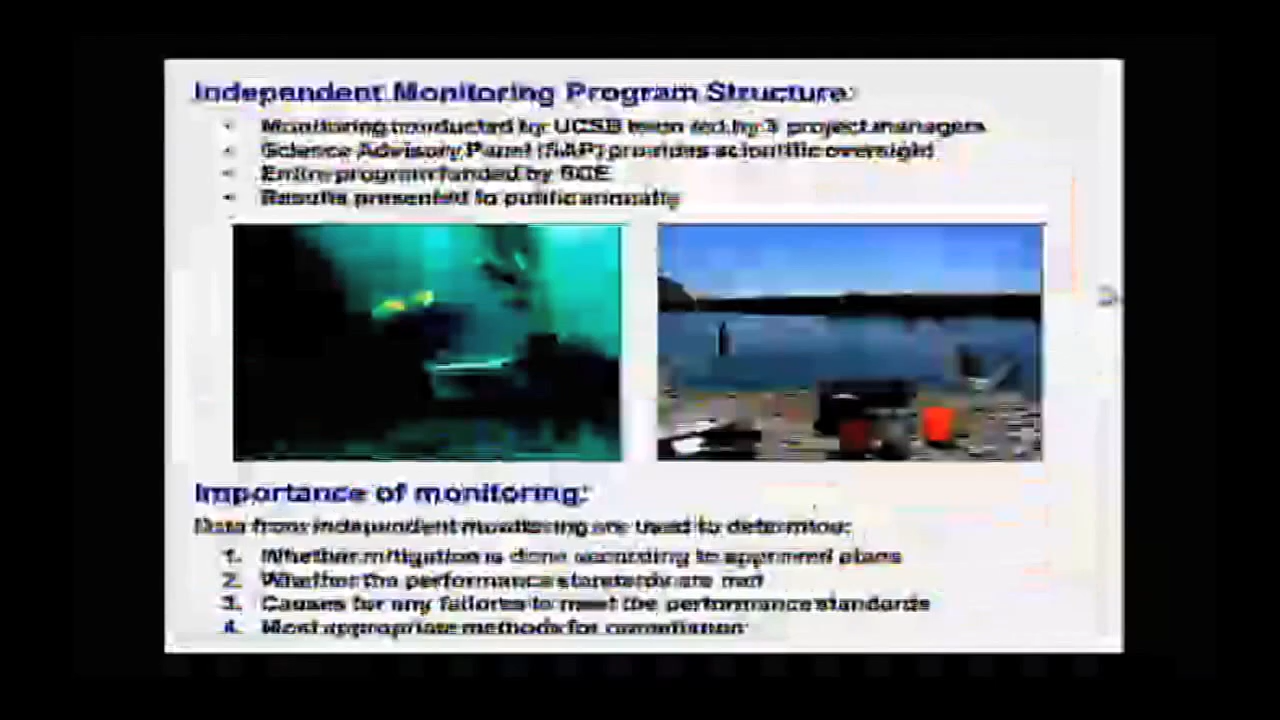 Independent Monitoring Program Structure:
Monitoring conducted by UCSB team led by 3 project managers
Science Advisory Panel (SAP) provides scientific oversight
Entire program funded by SCE
Results presented to public annually
Importance of monitoring:
Data from independent monitoring are used to determine:
1. Whether mitigation is done according to approved plans
2. Whether the performance standards are met
3. Causes for any failures to meet the performance standards
4. Most appropriate methods for remediation